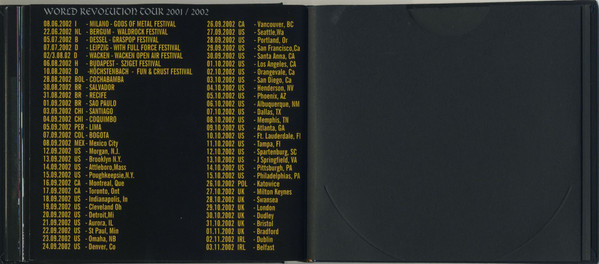 WORLD REVOLUTION TOUR 2001 / 2002
08.06.2002 I - MILANO - GODS OF METAL FESTIVAL
22.06.2002 NL - BERGUM - WALDROCK FESTIVAL
05.07.2002 B - DESSEL - GRASPOP FESTIVAL
07.07.2002 D - LEIPZIG - WITH FULL FORCE FESTIVAL
02/3.08.02 D - WACKEN - WACKEN OPEN AIR FESTIVAL
06.08.2002 H - BUDAPEST - SZIGET FESTIVAL
10.08.2002 D - HÖCHSTENBACH - FUN & CRUST FESTIVAL
28.09.2002 BOL - COCHABAMBA
30.08.2002 BR - SALVADOR
31.08.2002 BR - RECIFE
01.09.2002 BR - SAO PAULO
03.09.2002 CHI - SANTIAGO
04.09.2002 CHI - COQUIMBO
05.09.2002 PER - LIMA
07.09.2002 COL - BOGOTA
08.09.2002 MEX - Mexico City
12.09.2002 US - Morgan, N.J.
13.09.2002 US - Brooklyn N.Y.
14.09.2002 US - Attleboro,Mass
15.09.2002 US - Poughkeepsie,N.Y.
16.09.2002 CA - Montreal, Que
17.09.2002 CA - Toronto, Ont
18.09.2002 US - Indianapolis, In
19.09.2002 US - Cleveland Oh
20.09.2002 US - Detroit,Mi
21.09.2002 US - Aurora, IL
22.09.2002 US - St Paul, Min
23.09.2002 US - Omaha, NB
24.09.2002 US - Denver, Co
26.09.2002 CA - Vancouver, BC
27.09.2002 US - Seattle,Wa
28.09.2002 US - Portland, Or
29.09.2002 US - San Francisco,Ca
30.09.2002 US - Santa Anna, CA
01.10.2002 US - Los Angeles, CA
02.10.2002 US - Orangevale, Ca
03.10.2002 US - San Diego, Ca
04.10.2002 US - Henderson, NV
05.10.2002 US - Phoenix, AZ
06.10.2002 US - Albuquerque, NM
07.10.2002 US - Dallas, TX
08.10.2002 US - Memphis, TN
09.10.2002 US - Atlanta, GA
10.10.2002 US - Ft. Lauderdale, Fl
11.10.2002 US - Tampa, Fl
12.10.2002 US - Spartenburg, SC
13.10.2002 US - J Springfield, VA
14.10.2002 US - Pittsburgh, PA
15.10.2002 US - Philadelphias, PA
26.10.2002 POL - Katowice
27.10.2002 UK - Milton Keynes
28.10.2002 UK - Swansea
29.10.2002 UK - London
30.10.2002 UK - Dudley
31.10.2002 UK - Bristol
01.11.2002 UK - Bradford
02.11.2002 IRL - Dublin
03.11.2002 IRL - Belfast